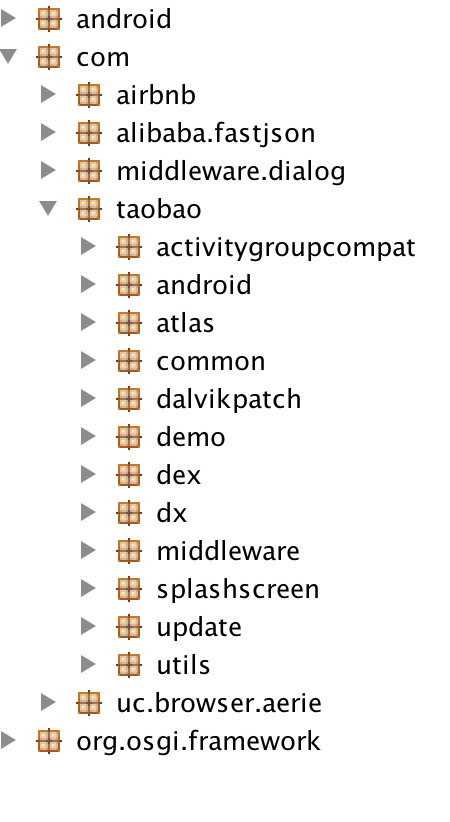 android
com
airbnb
alibaba.fastjson
middleware.dialog
taobao
activitygroupcompat
android
atlas
common
dalvikpatch
demo
dex
dx
middleware
splashscreen
update
utils
uc.browser.aerie
org.osgi.framework